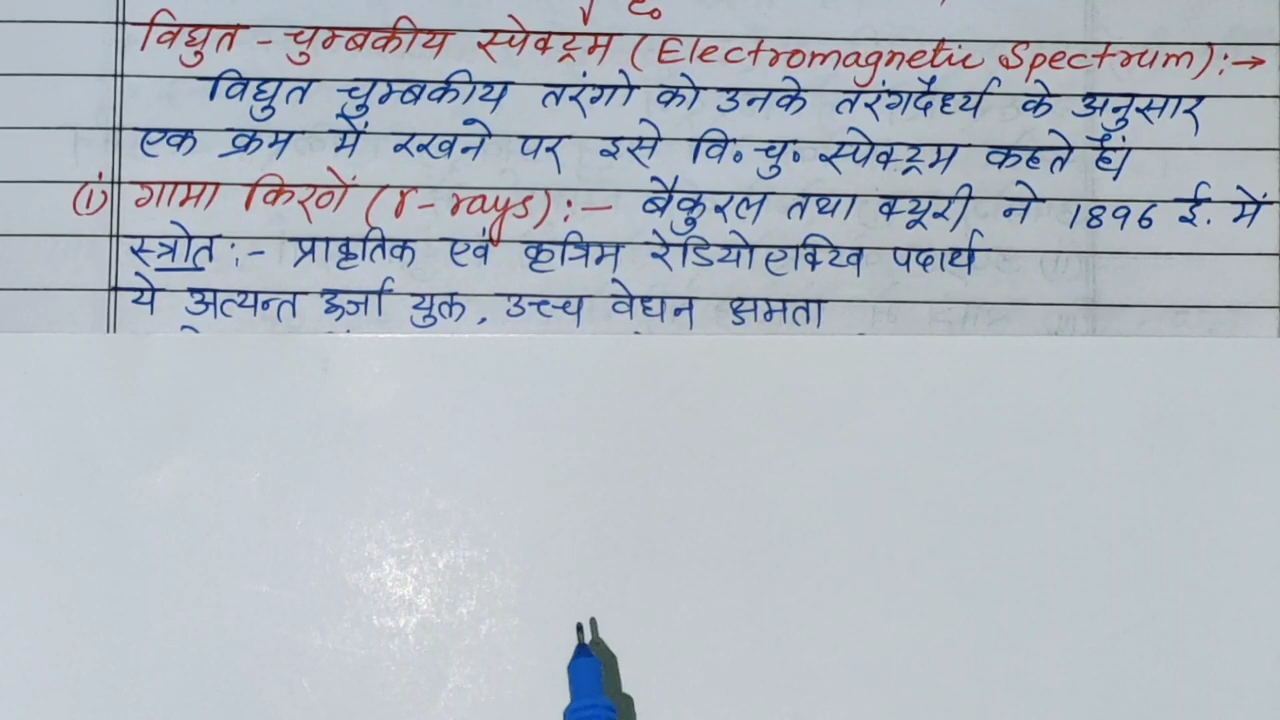 विद्युत - चुम्बकीय स्पेक्ट्रम (Electromagnetic Spectrum):→
विद्युत चुम्बकीय तरंगो को उनके तरंगदैर्ध्य के अनुसार
एक क्रम में रखने पर इसे वि॰ चु॰ स्पेक्ट्रम कहते हैं
(i) गामा किरणें (γ-rays):- बैकुरल तथा क्यूरी ने 1896 ई. में
स्त्रोत :- प्राकृतिक एवं कृत्रिम रेडियोएक्टिव पदार्थ
ये अत्यन्त ऊर्जा युक्त, उच्च वेधन क्षमता